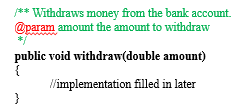 /** Withdraws money from the bank account.
@param amount the amount to withdraw
*/
public void withdraw(double amount)
{
//implementation filled in later
}